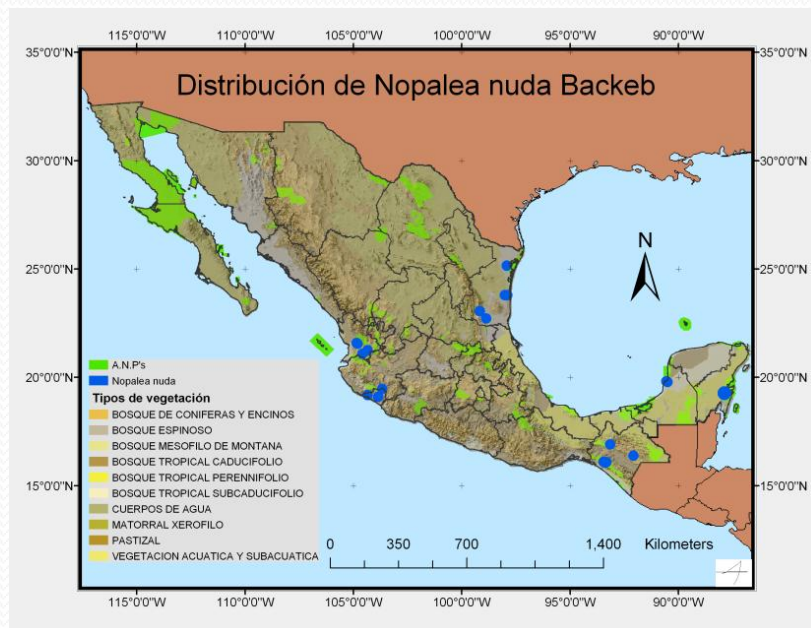 115°0'0"W 110°0'0"W 105°0'0"W 100°0'0"W 95°0'0"W 90°0'0"W
35°0'0"N 35°0'0"N
Distribución de Nopalea nuda Backeb
30°0'0"N 30°0'0"N
N
25°0'0"N 25°0'0"N
20°0'0"N 20°0'0"N
15°0'0"N 15°0'0"N
A.N.P's
Nopalea nuda
Tipos de vegetación
BOSQUE DE CONIFERAS Y ENCINOS
BOSQUE ESPINOSO
BOSQUE MESOFILO DE MONTANA
BOSQUE TROPICAL CADUCIFOLIO
BOSQUE TROPICAL PERENNIFOLIO
BOSQUE TROPICAL SUBCADUCIFOLIO
CUERPOS DE AGUA
MATORRAL XEROFILO
PASTIZAL
VEGETACION ACUATICA Y SUBACUATICA
0 350 700 1,400 Kilometers
115°0'0"W 110°0'0"W 105°0'0"W 100°0'0"W 95°0'0"W 90°0'0"W